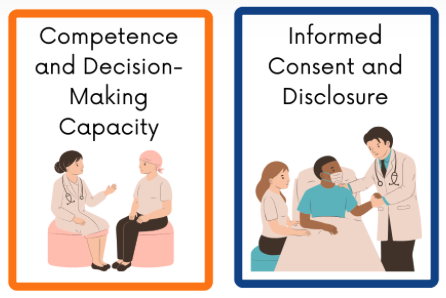 Competence
and Decision-
Making
Capacity
Informed
Consent and
Disclosure